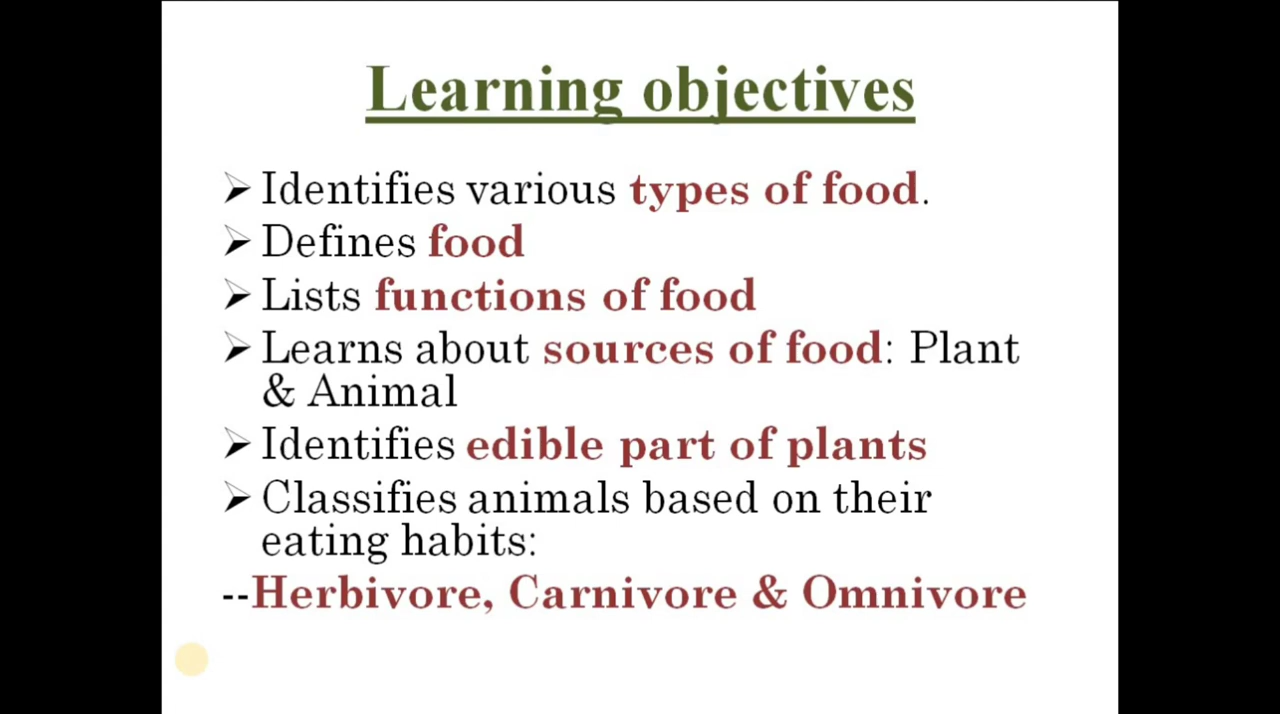 Learning objectives
➢ Identifies various types of food.
➢ Defines food
➢ Lists functions of food
➢ Learns about sources of food: Plant
& Animal
➢ Identifies edible part of plants
➢ Classifies animals based on their
eating habits:
--Herbivore, Carnivore & Omnivore